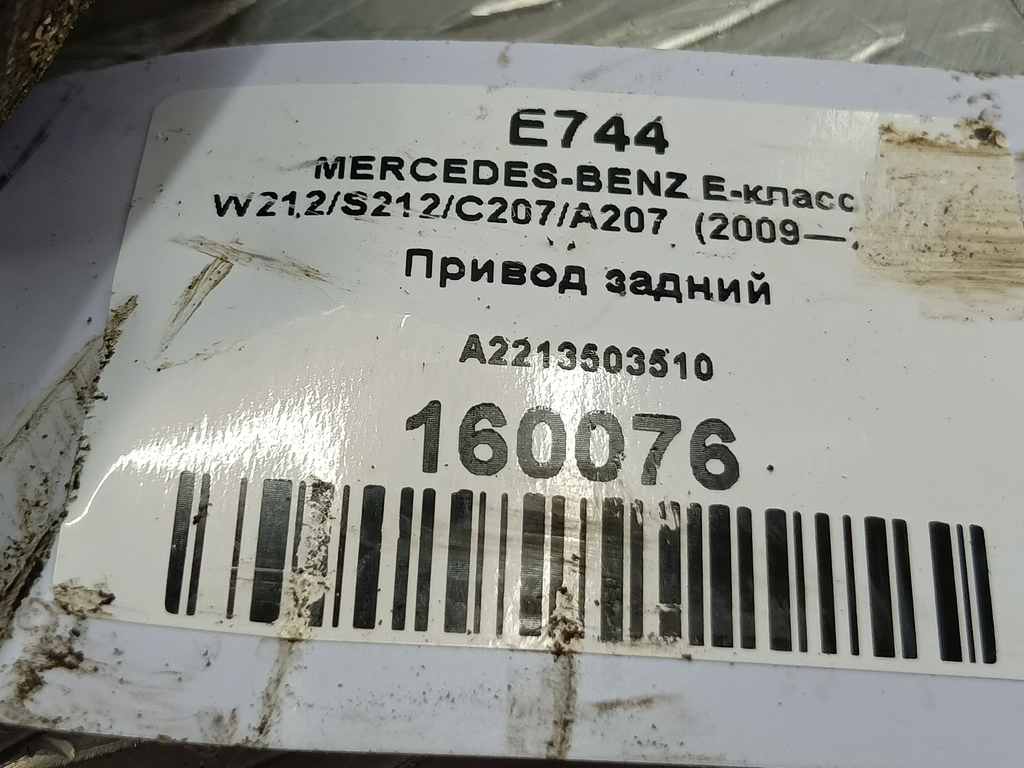 E744
MERCEDES-BENZ E-класс
W212/S212/C207/A207 (2009—
Привод задний
A2213503510
160076